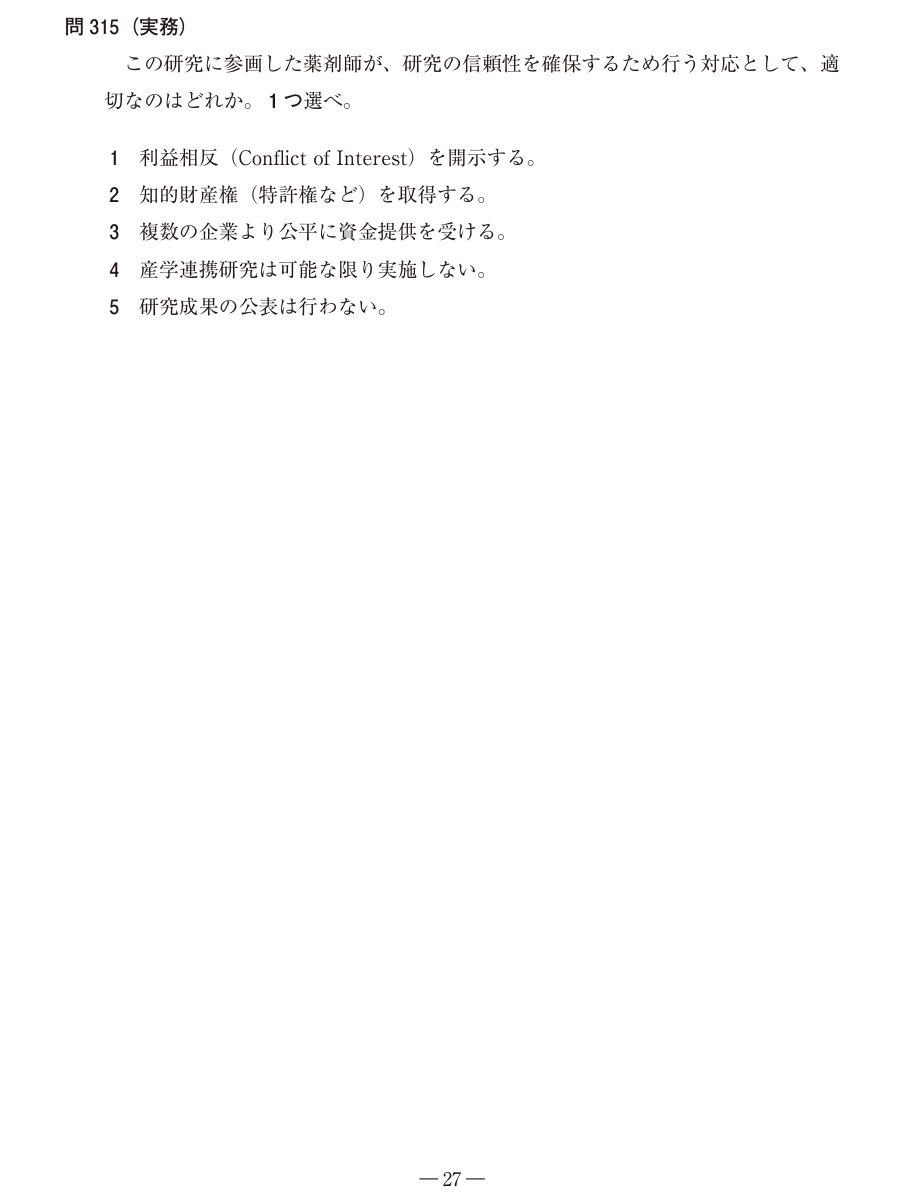 問 315（実務）
この研究に参画した薬剤師が、研究の信頼性を確保するため行う対応として、適
切なのはどれか。1つ選べ。
1 利益相反（Conflict of Interest）を開示する。
2 知的財産権（特許権など）を取得する。
3 複数の企業より公平に資金提供を受ける。
4 産学連携研究は可能な限り実施しない。
5 研究成果の公表は行わない。
— 27 —